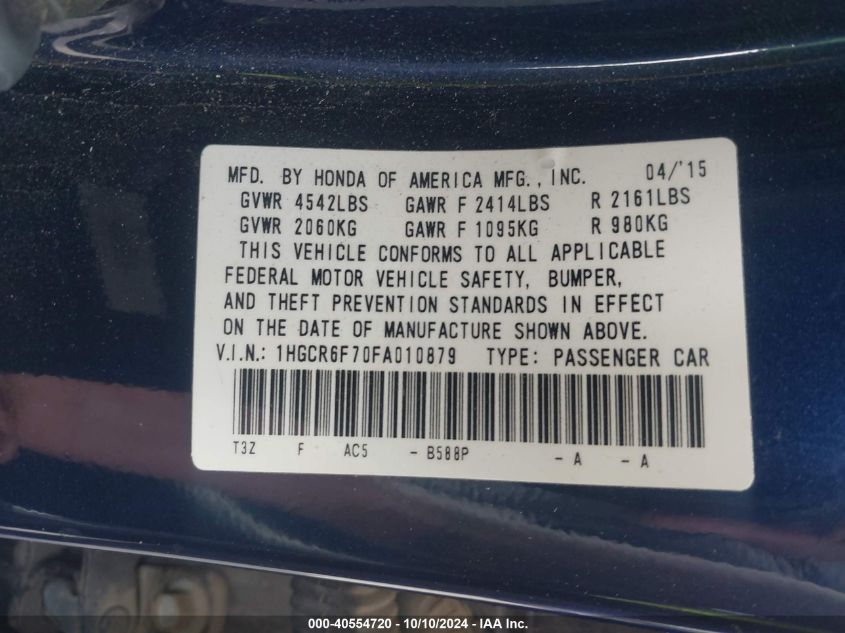 MFD. BY HONDA OF AMERICA MFG., INC. 04/'15
GVWR 4542LBS GAWR F 2414LBS R 2161LBS
GVWR 2060KG GAWR F 1095KG R 980KG
THIS VEHICLE CONFORMS TO ALL APPLICABLE
FEDERAL MOTOR VEHICLE SAFETY, BUMPER,
AND THEFT PREVENTION STANDARDS IN EFFECT
ON THE DATE OF MANUFACTURE SHOWN ABOVE.
V.I.N.: 1HGCR6F70FA010879 TYPE: PASSENGER CAR
T3Z F AC5 - B588P - A - A
000-40554720 - 10/10/2024 - IAA Inc.